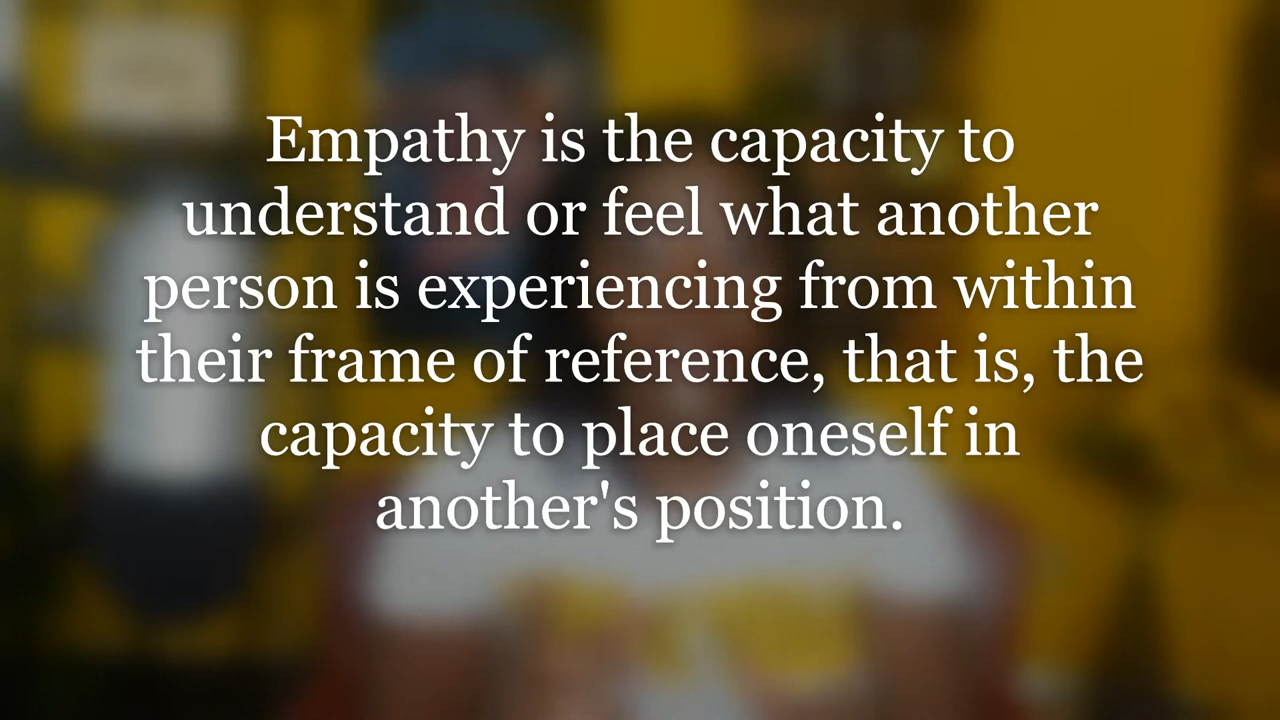 Empathy is the capacity to
understand or feel what another
person is experiencing from within
their frame of reference, that is, the
capacity to place oneself in
another's position.